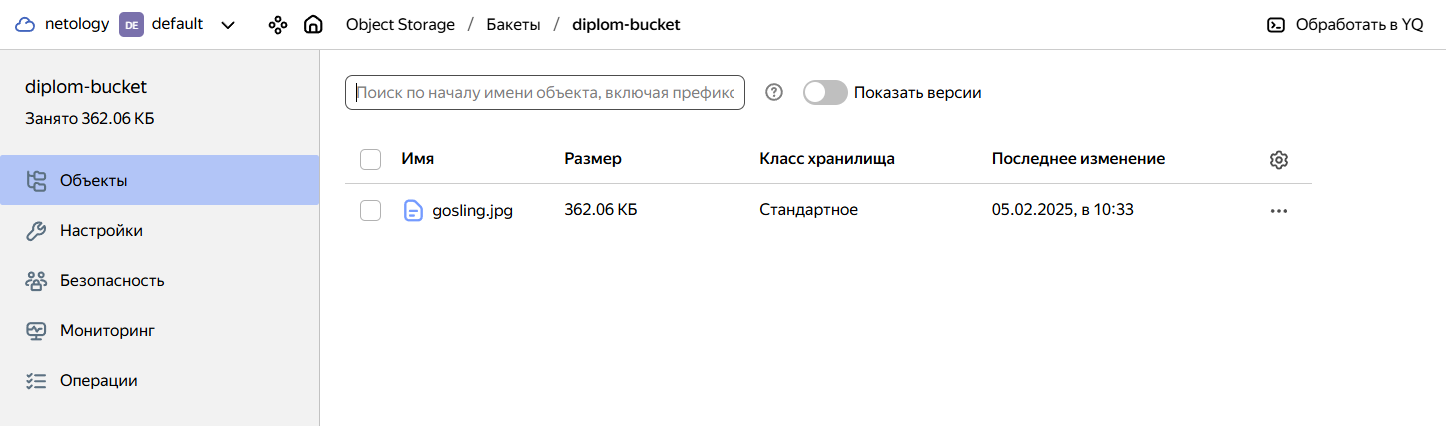 netology DE default Object Storage / Бакеты / diplom-bucket Обработать в YQ
diplom-bucket
Занято 362.06 КБ
Объекты
Настройки
Безопасность
Мониторинг
Операции
Поиск по началу имени объекта, включая префикс
Показать версии
Имя Размер Класс хранилища Последнее изменение
gosling.jpg 362.06 КБ Стандартное 05.02.2025, в 10:33